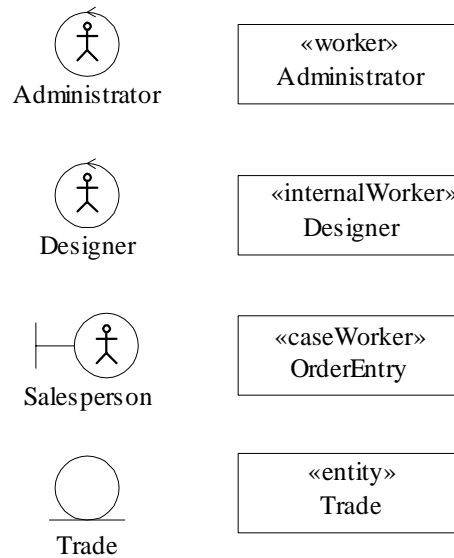 Administrator
«worker»
Administrator
Designer
«internalWorker»
Designer
Salesperson
«caseWorker»
OrderEntry
Trade
«entity»
Trade